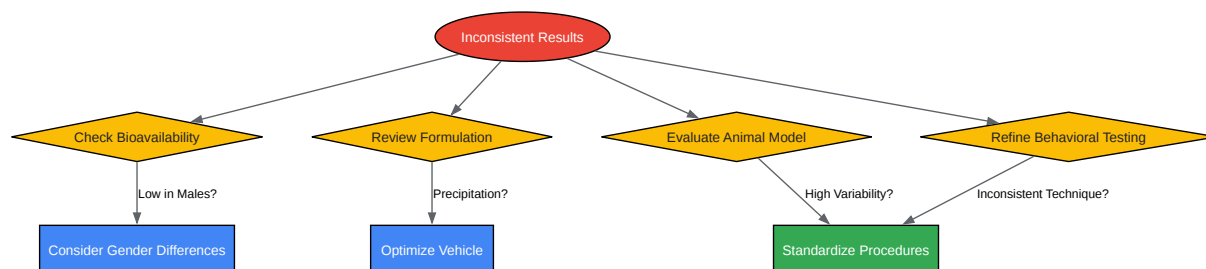 Inconsistent Results
Check Bioavailability
Review Formulation
Evaluate Animal Model
Refine Behavioral Testing
Low in Males?
Precipitation?
High Variability?
Inconsistent Technique?
Consider Gender Differences
Optimize Vehicle
Standardize Procedures